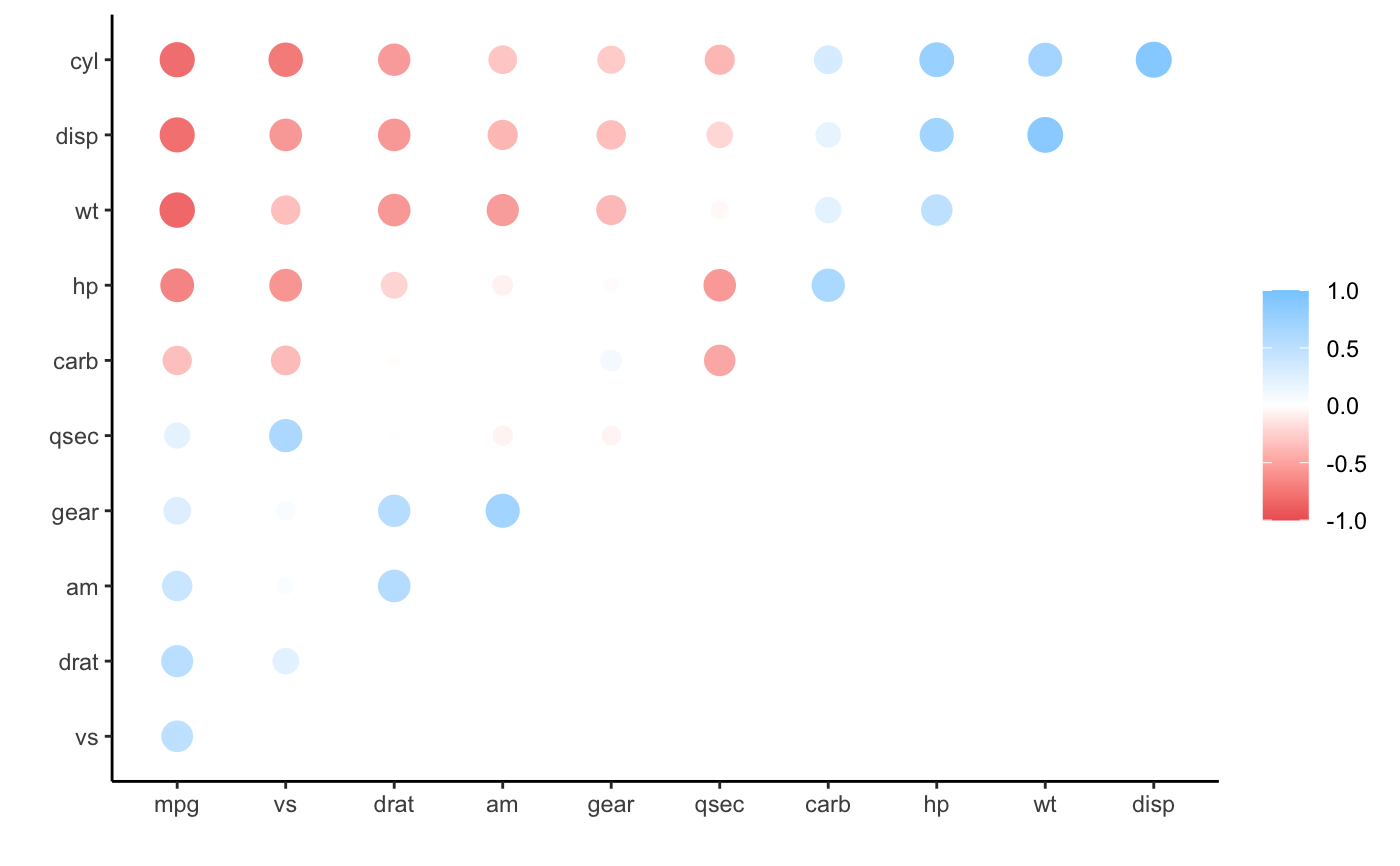 cyl
disp
wt
hp
carb
qsec
gear
am
drat
vs
mpg vs drat am gear qsec carb hp wt disp
1.0
0.5
0.0
-0.5
-1.0